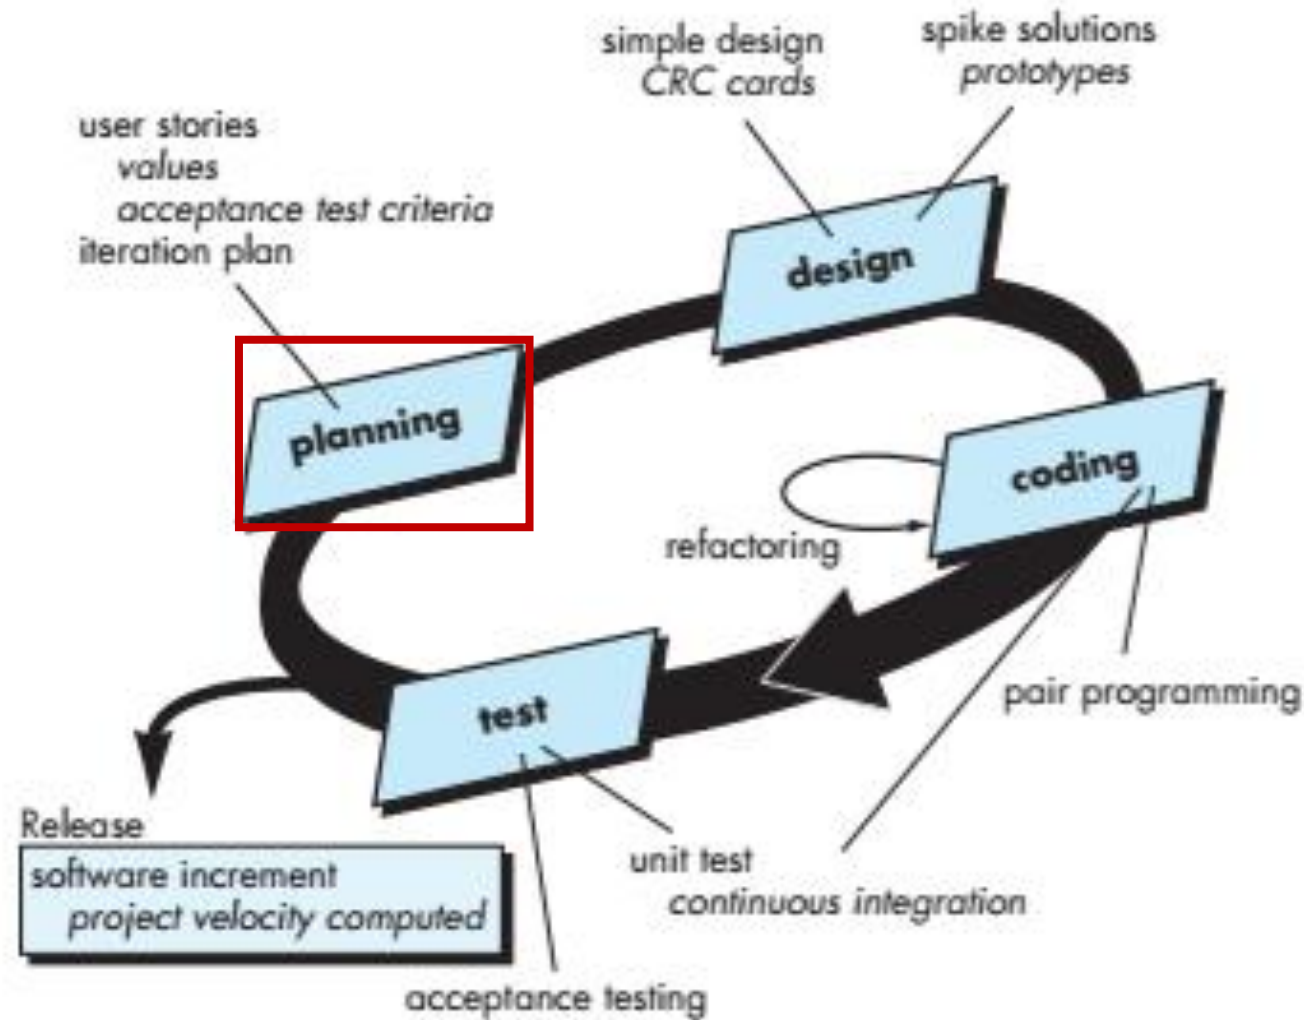 simple design
CRC cards
spike solutions
prototypes
user stories
values
acceptance test criteria
iteration plan
design
planning
coding
refactoring
test
pair programming
Release
software increment
project velocity computed
unit test
continuous integration
acceptance testing